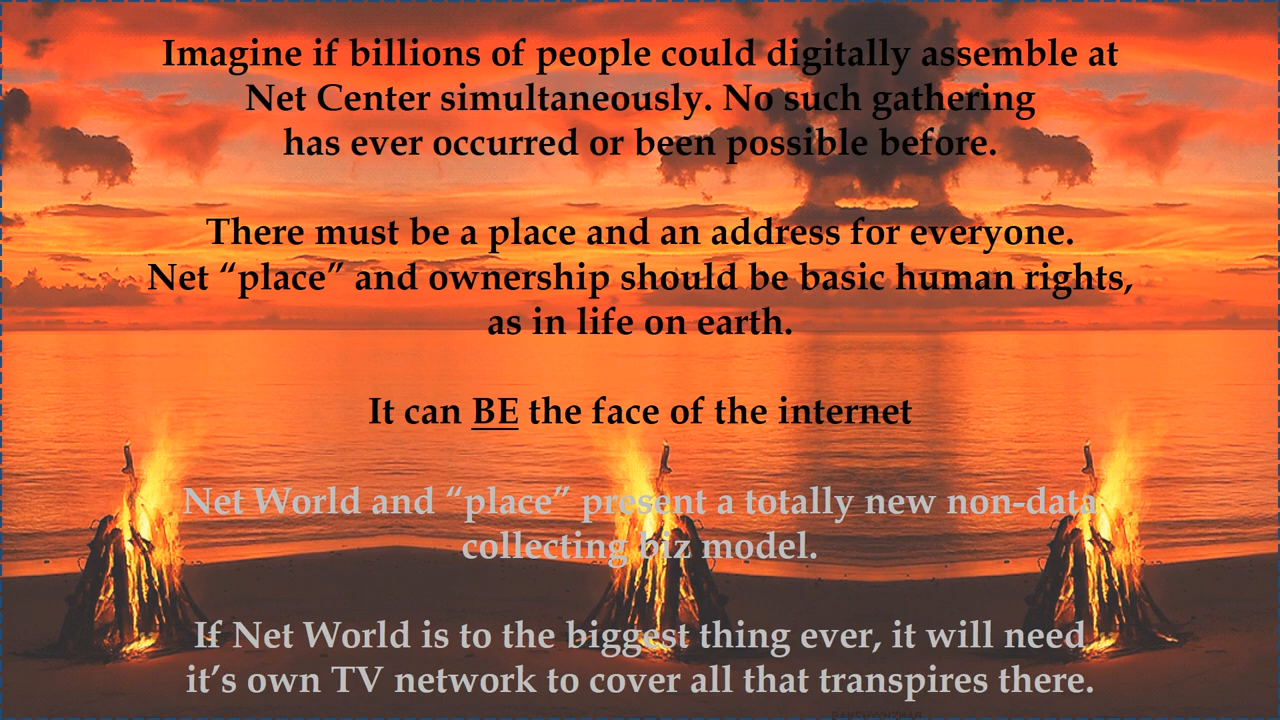 Imagine if billions of people could digitally assemble at
Net Center simultaneously. No such gathering
has ever occurred or been possible before.
There must be a place and an address for everyone.
Net “place” and ownership should be basic human rights,
as in life on earth.
It can BE the face of the internet
Net World and “place” present a totally new non-data
collecting biz model.
If Net World is to the biggest thing ever, it will need
it’s own TV network to cover all that transpires there.